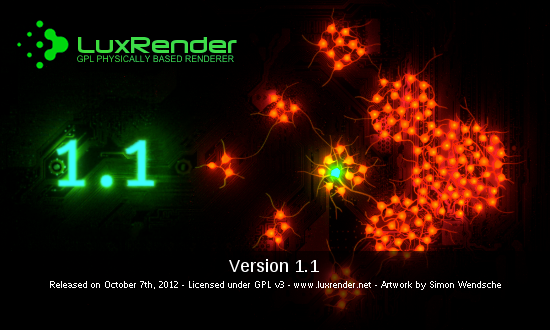 LuxRender
GPL PHYSICALLY BASED RENDERER
1.1
Version 1.1
Released on October 7th, 2012 - Licensed under GPL v3 - www.luxrender.net - Artwork by Simon Wendsche